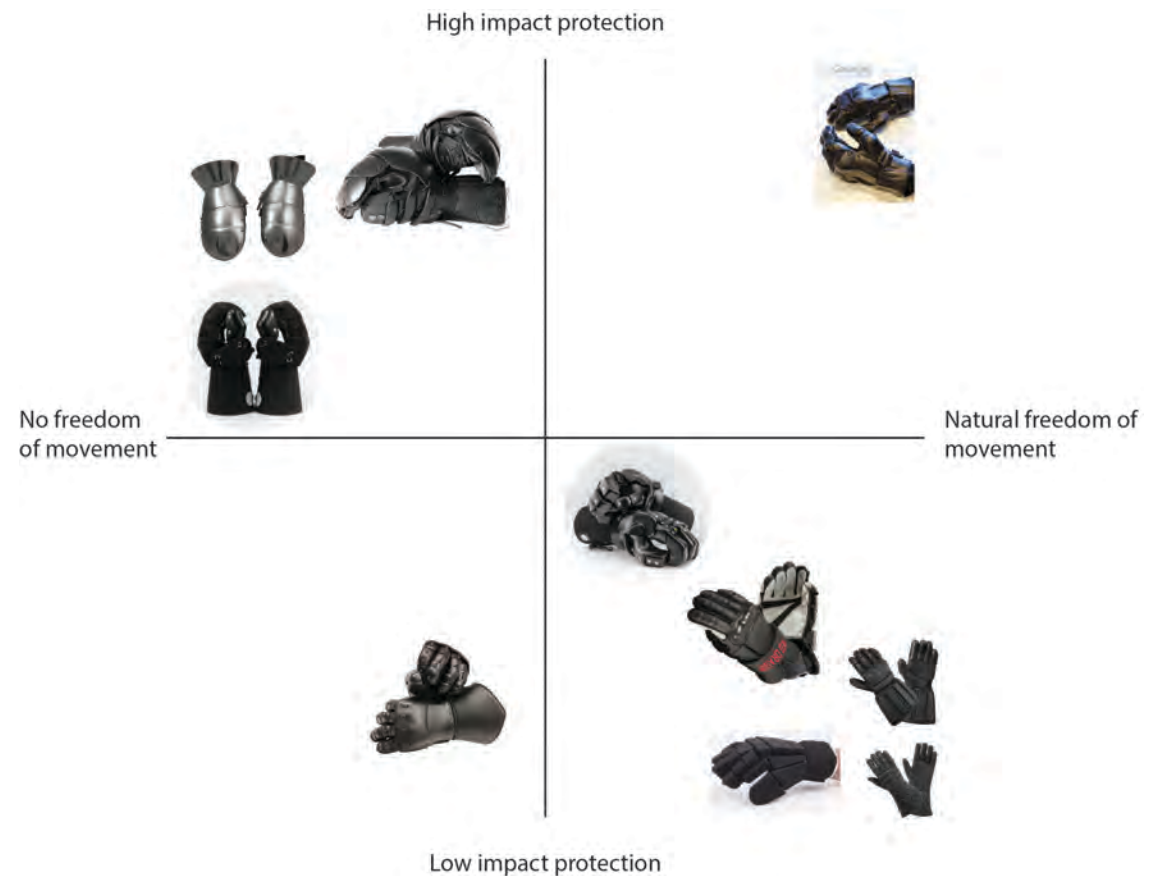 High impact protection
No freedom
of movement
Natural freedom of
movement
Low impact protection